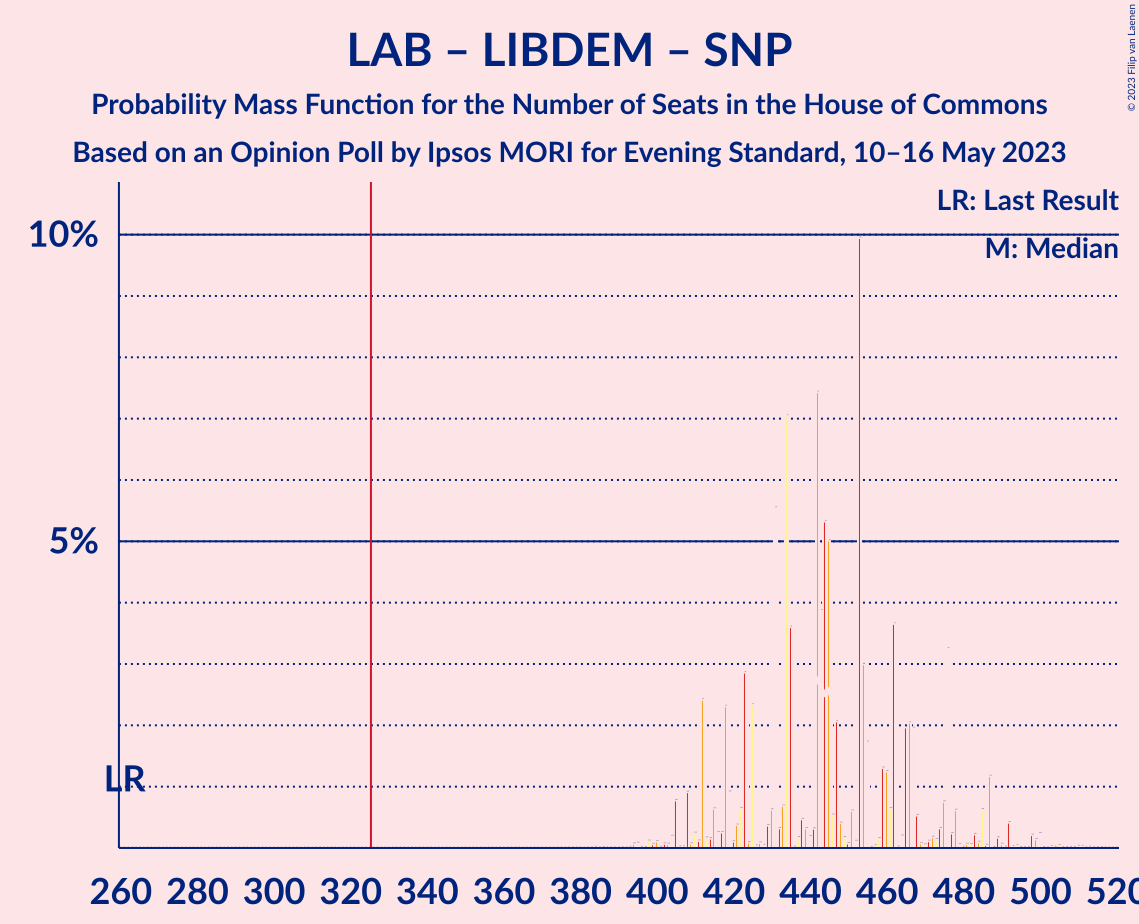 LAB – LIBDEM – SNP
Probability Mass Function for the Number of Seats in the House of Commons
Based on an Opinion Poll by Ipsos MORI for Evening Standard, 10–16 May 2023
© 2023 Filip van Laenen
LR: Last Result
M: Median
10%
5%
LR
260 280 300 320 340 360 380 400 420 440 460 480 500 520